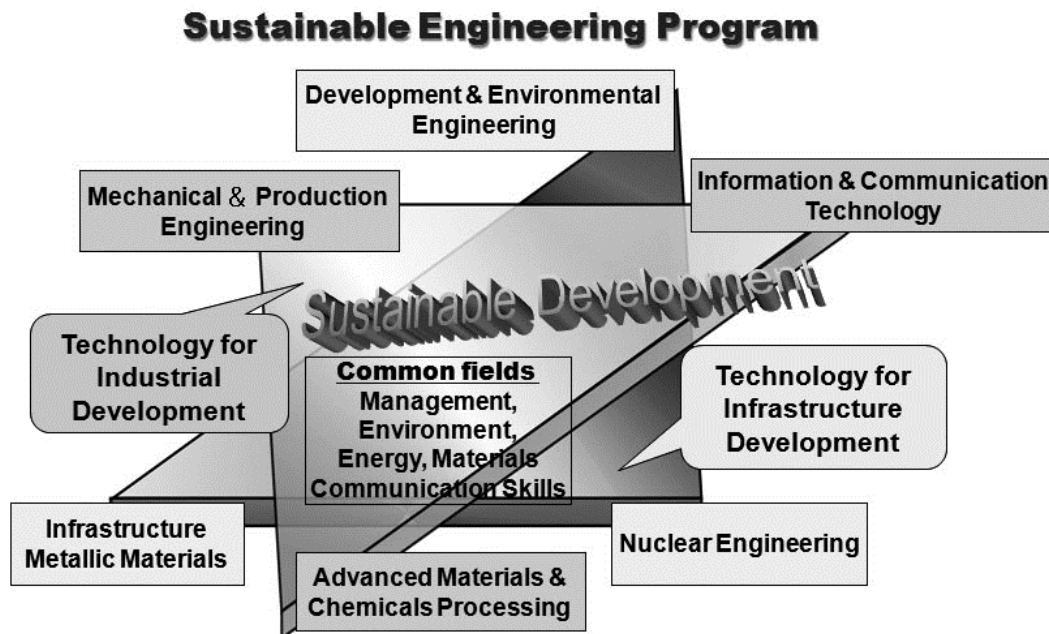 Sustainable Engineering Program
Development & Environmental
Engineering
Mechanical & Production
Engineering
Information & Communication
Technology
Sustainable Development
Technology for
Industrial
Development
Common fields
Management,
Environment,
Energy, Materials
Communication Skills
Technology for
Infrastructure
Development
Infrastructure
Metallic Materials
Nuclear Engineering
Advanced Materials &
Chemicals Processing